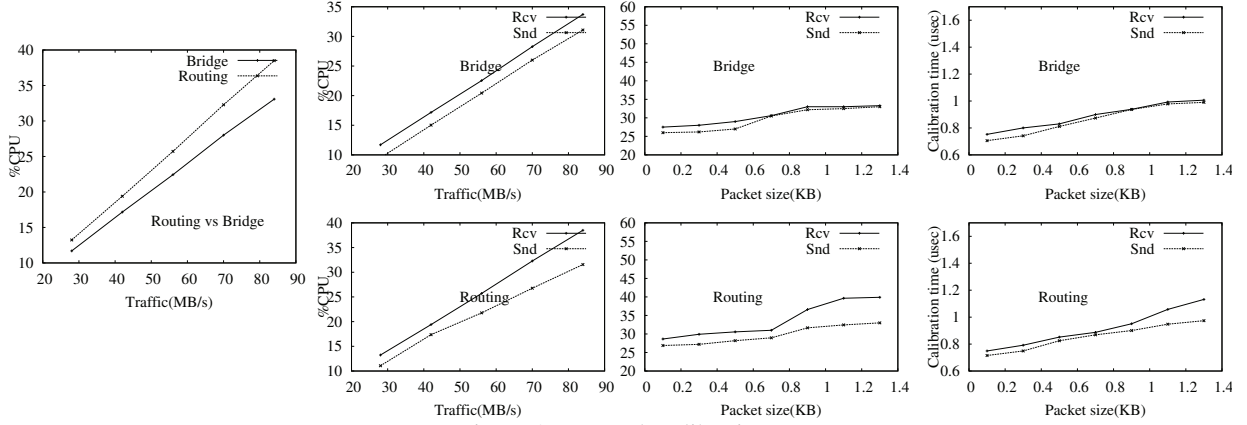 40
35
30
25
20
15
10
%CPU
Bridge
Routing
Routing vs Bridge
20 30 40 50 60 70 80 90
Traffic(MB/s)
35
30
25
20
15
10
%CPU
Rcv
Snd
Bridge
20 30 40 50 60 70 80 90
Traffic(MB/s)
60
55
50
45
40
35
30
25
20
Rcv
Snd
Bridge
0 0.2 0.4 0.6 0.8 1 1.2 1.4
Packet size(KB)
1.6
1.4
1.2
1
0.8
0.6
Calibration time (usec)
Rcv
Snd
Bridge
0 0.2 0.4 0.6 0.8 1 1.2 1.4
Packet size(KB)
40
35
30
25
20
15
10
%CPU
Rcv
Snd
Routing
20 30 40 50 60 70 80 90
Traffic(MB/s)
60
55
50
45
40
35
30
25
20
Rcv
Snd
Routing
0 0.2 0.4 0.6 0.8 1 1.2 1.4
Packet size(KB)
1.6
1.4
1.2
1
0.8
0.6
Calibration time (usec)
Rcv
Snd
Routing
0 0.2 0.4 0.6 0.8 1 1.2 1.4
Packet size(KB)